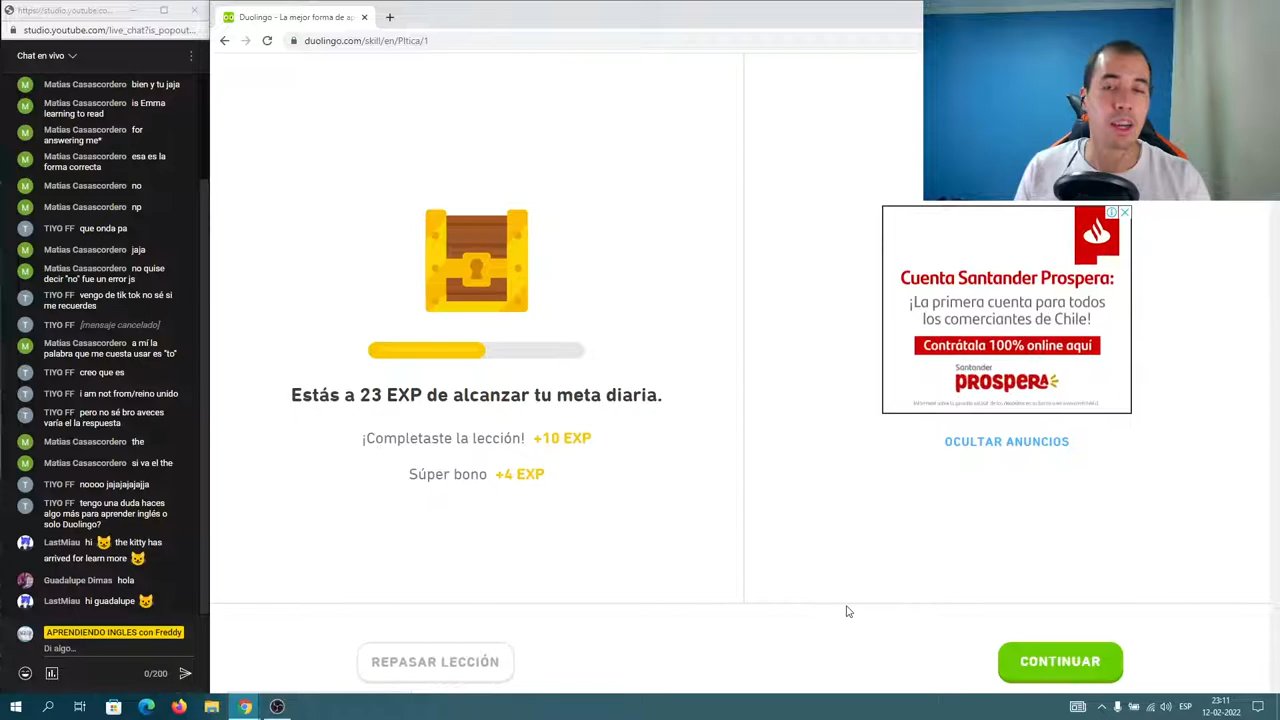 https://studio.youtube.com/live_c...
studio.youtube.com/live_chat?is_popout...
Chat en vivo
Matias Casascordero bien y tu jaja
Matias Casascordero is Emma
learning to read
Matias Casascordero for
answering me*
Matias Casascordero esa es la
forma correcta
Matias Casascordero no
Matias Casascordero np
TIYO FF que onda pa
Matias Casascordero jaja
Matias Casascordero no quise
decir "no" fue un error js
TIYO FF vengo de tik tok no sé si
me recuerdes
TIYO FF [mensaje cancelado]
Matias Casascordero a mí la
palabra que me cuesta usar es "to"
TIYO FF creo que es
TIYO FF i am not from/reino unido
TIYO FF pero no sé bro aveces
varía el la respuesta
Matias Casascordero the
Matias Casascordero si va el the
TIYO FF noooo jajajajajjja
TIYO FF tengo una duda haces
algo más para aprender inglés o
solo Duolingo?
LastMiau hi the kitty has
arrived for learn more
Guadalupe Dimas hola
LastMiau hi guadalupe
APRENDIENDO INGLES con Freddy
Di algo...
0/200
Duolingo - La mejor forma de ap
duolingo.com/skill/en/Pltica/1
Estás a 23 EXP de alcanzar tu meta diaria.
¡Completaste la lección! +10 EXP
Súper bono +4 EXP
REPASAR LECCIÓN
Cuenta Santander Prospera:
¡La primera cuenta para todos
los comerciantes de Chile!
Contrátala 100% online aquí
Santander
prospera
OCULTAR ANUNCIOS
CONTINUAR
ESP
23:11
12-02-2022